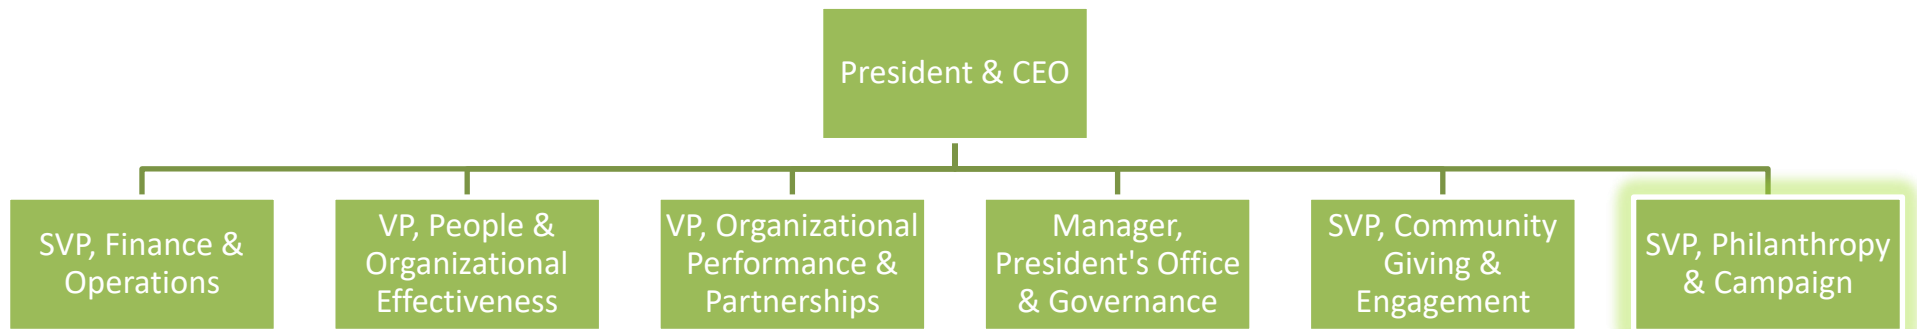 President & CEO
SVP, Finance &
Operations
VP, People &
Organizational
Effectiveness
VP, Organizational
Performance &
Partnerships
Manager,
President's Office
& Governance
SVP, Community
Giving &
Engagement
SVP, Philanthropy
& Campaign